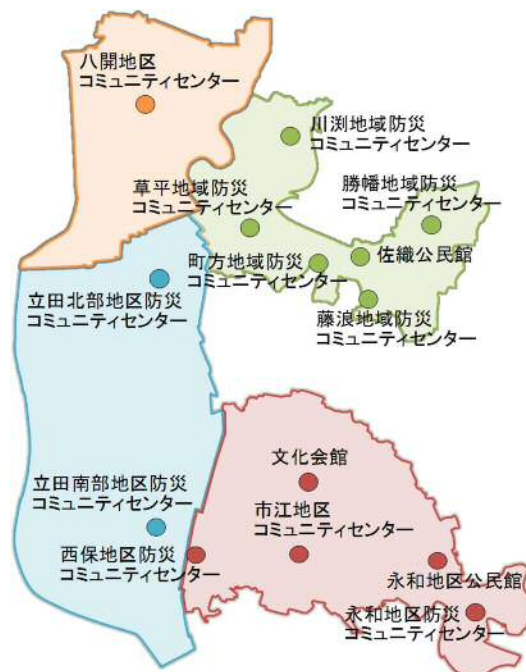 八開地区
コミュニティセンター
川渕地域防災
コミュニティセンター
草平地域防災
コミュニティセンター
勝幡地域防災
コミュニティセンター
町方地域防災
コミュニティセンター
佐織公民館
立田北部地区防災
コミュニティセンター
藤浪地域防災
コミュニティセンター
文化会館
立田南部地区防災
コミュニティセンター
市江地区
コミュニティセンター
西保地区防災
コミュニティセンター
永和地区公民館
永和地区防災
コミュニティセンター